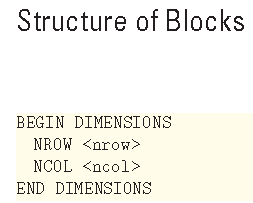 Structure of Blocks
BEGIN DIMENSIONS
  NROW <nrow>
  NCOL <ncol>
END DIMENSIONS